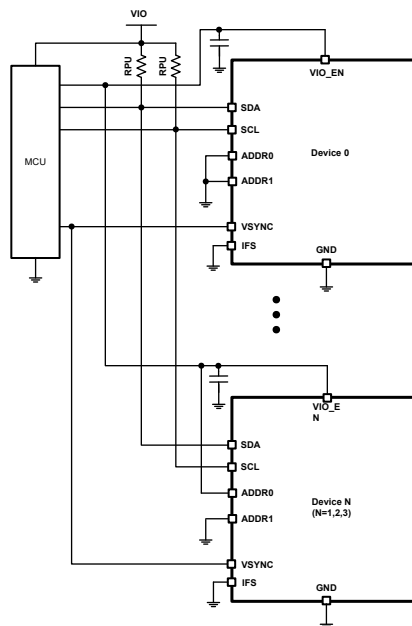 VIO
RPU
RPU
VIO_EN
SDA
SCL
MCU
Device 0
ADDR0
ADDR1
VSYNC
IFS
GND
VIO_E
N
SDA
SCL
ADDR0
Device N
(N=1,2,3)
ADDR1
VSYNC
IFS
GND